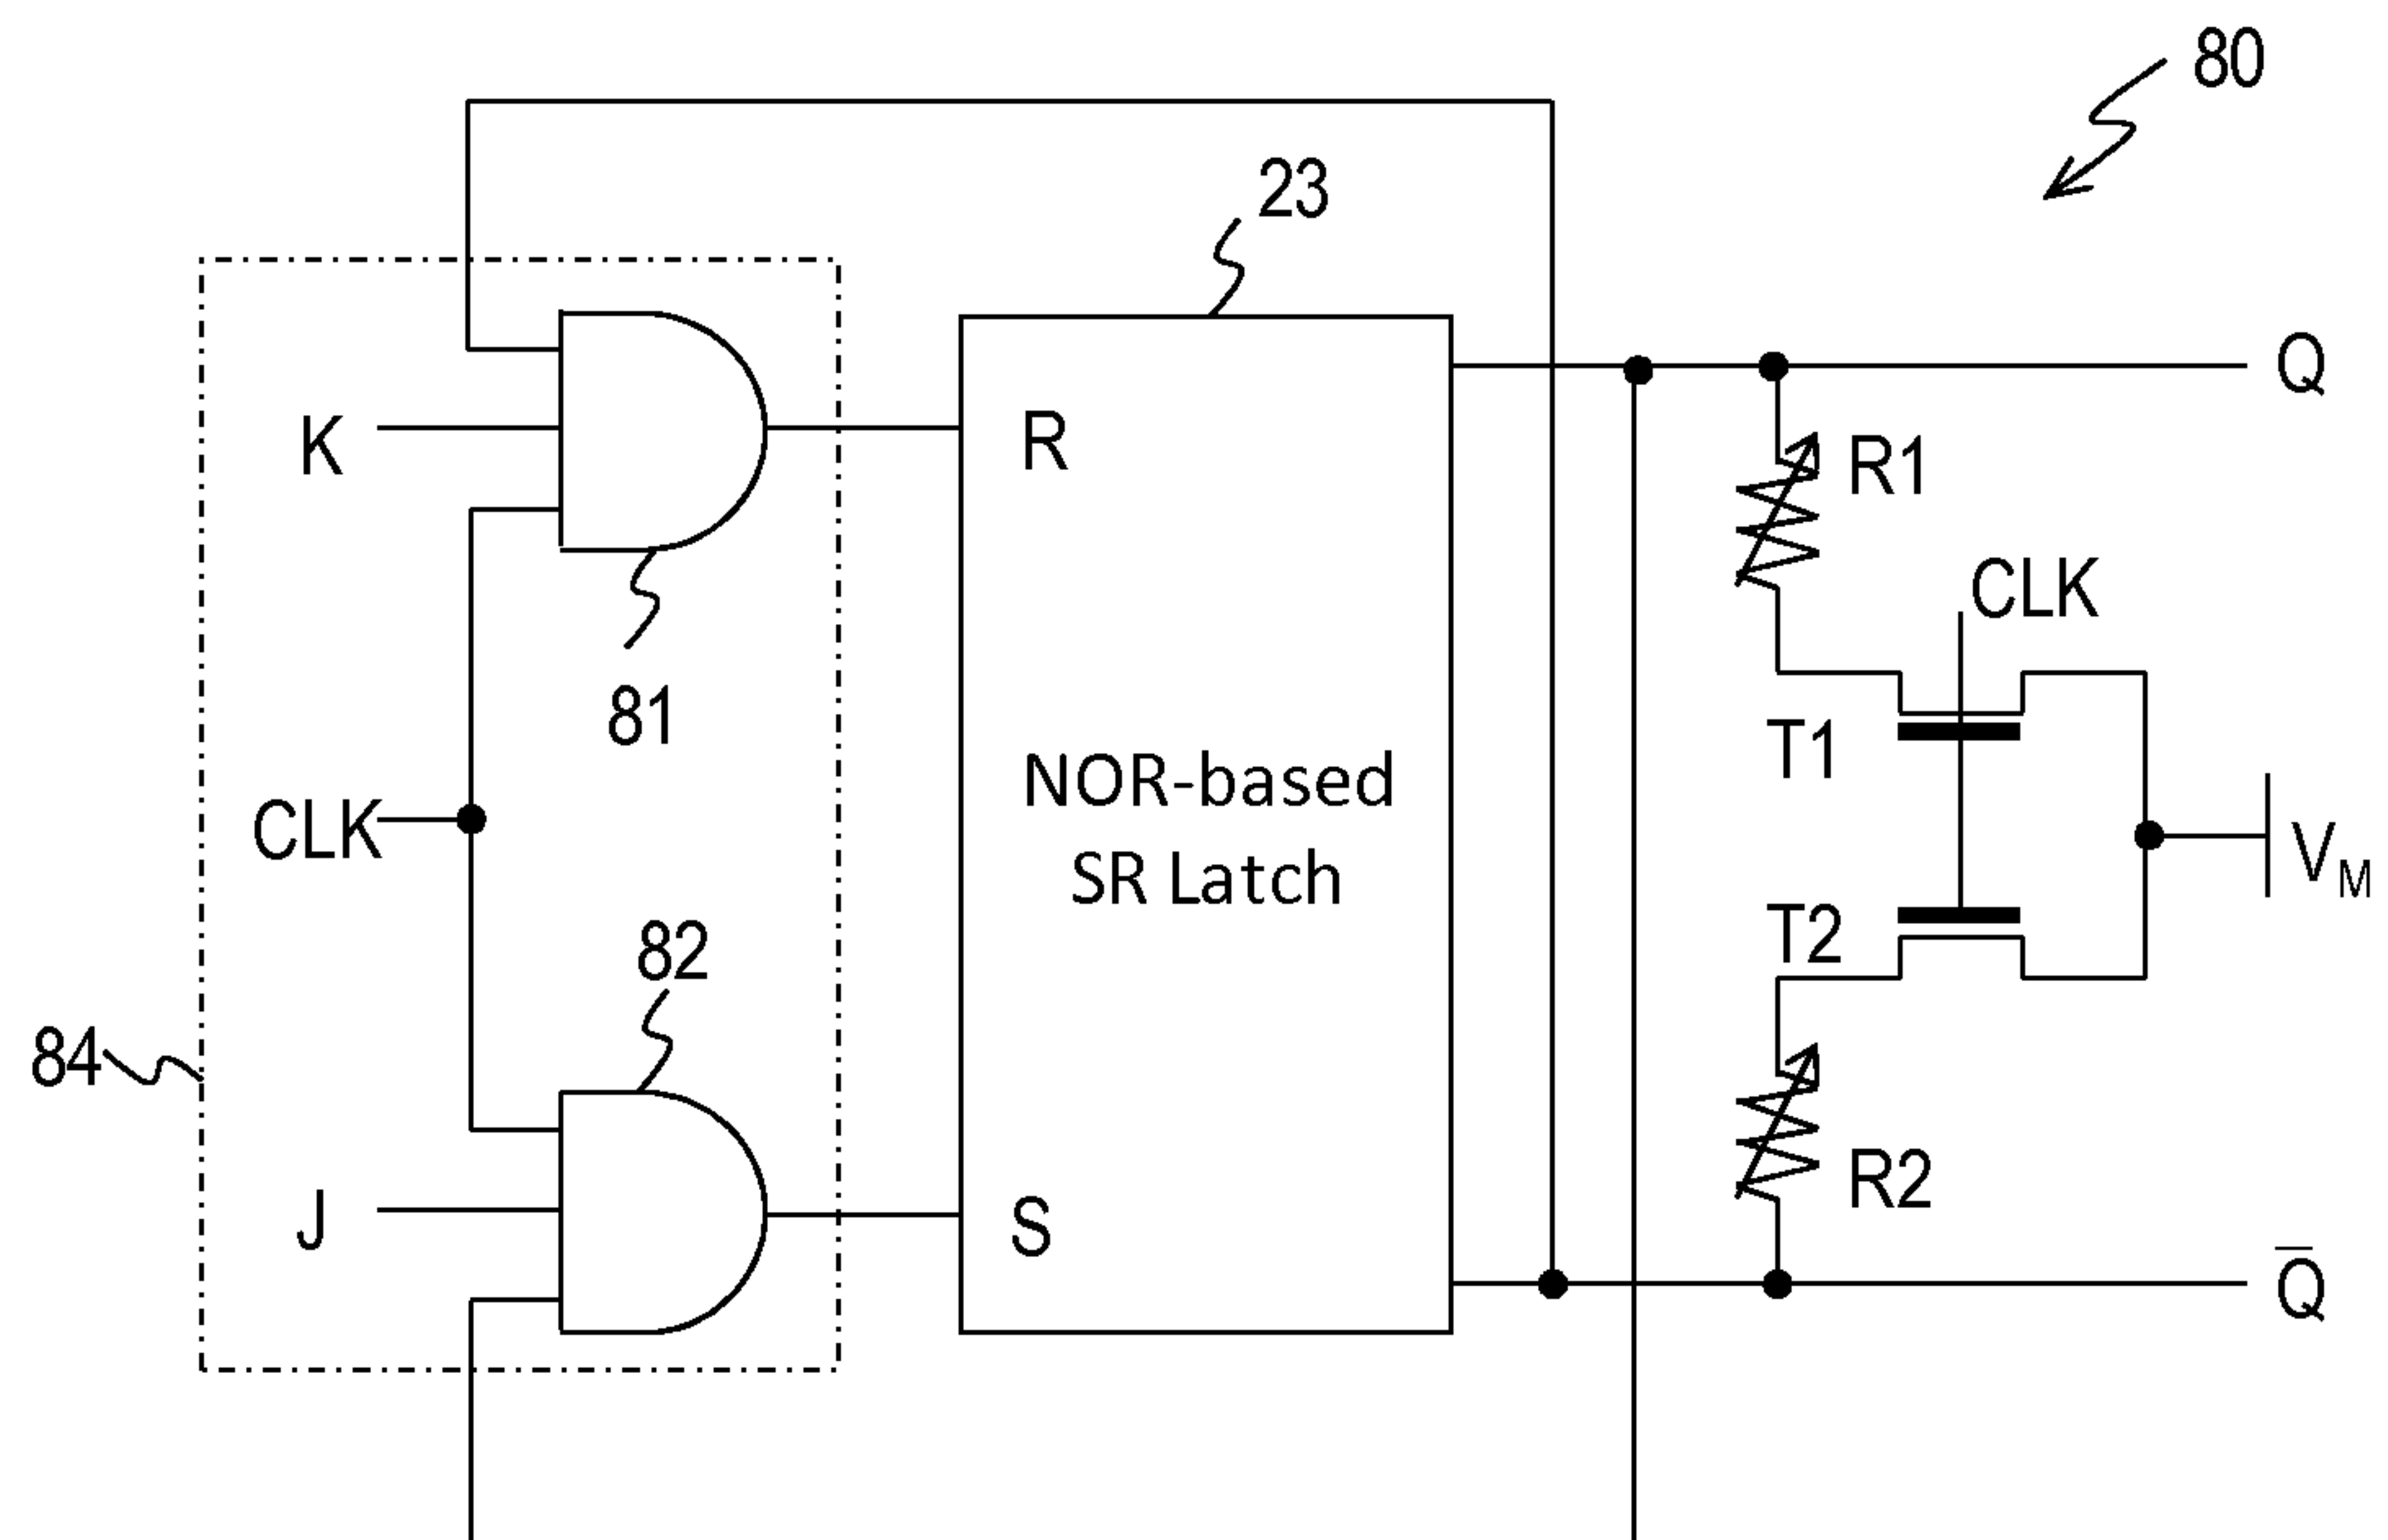 80
23
Q
K
R
R1
CLK
81
T1
NOR-based
SR Latch
CLK
V_M
82
T2
84
J
S
R2
Q̅